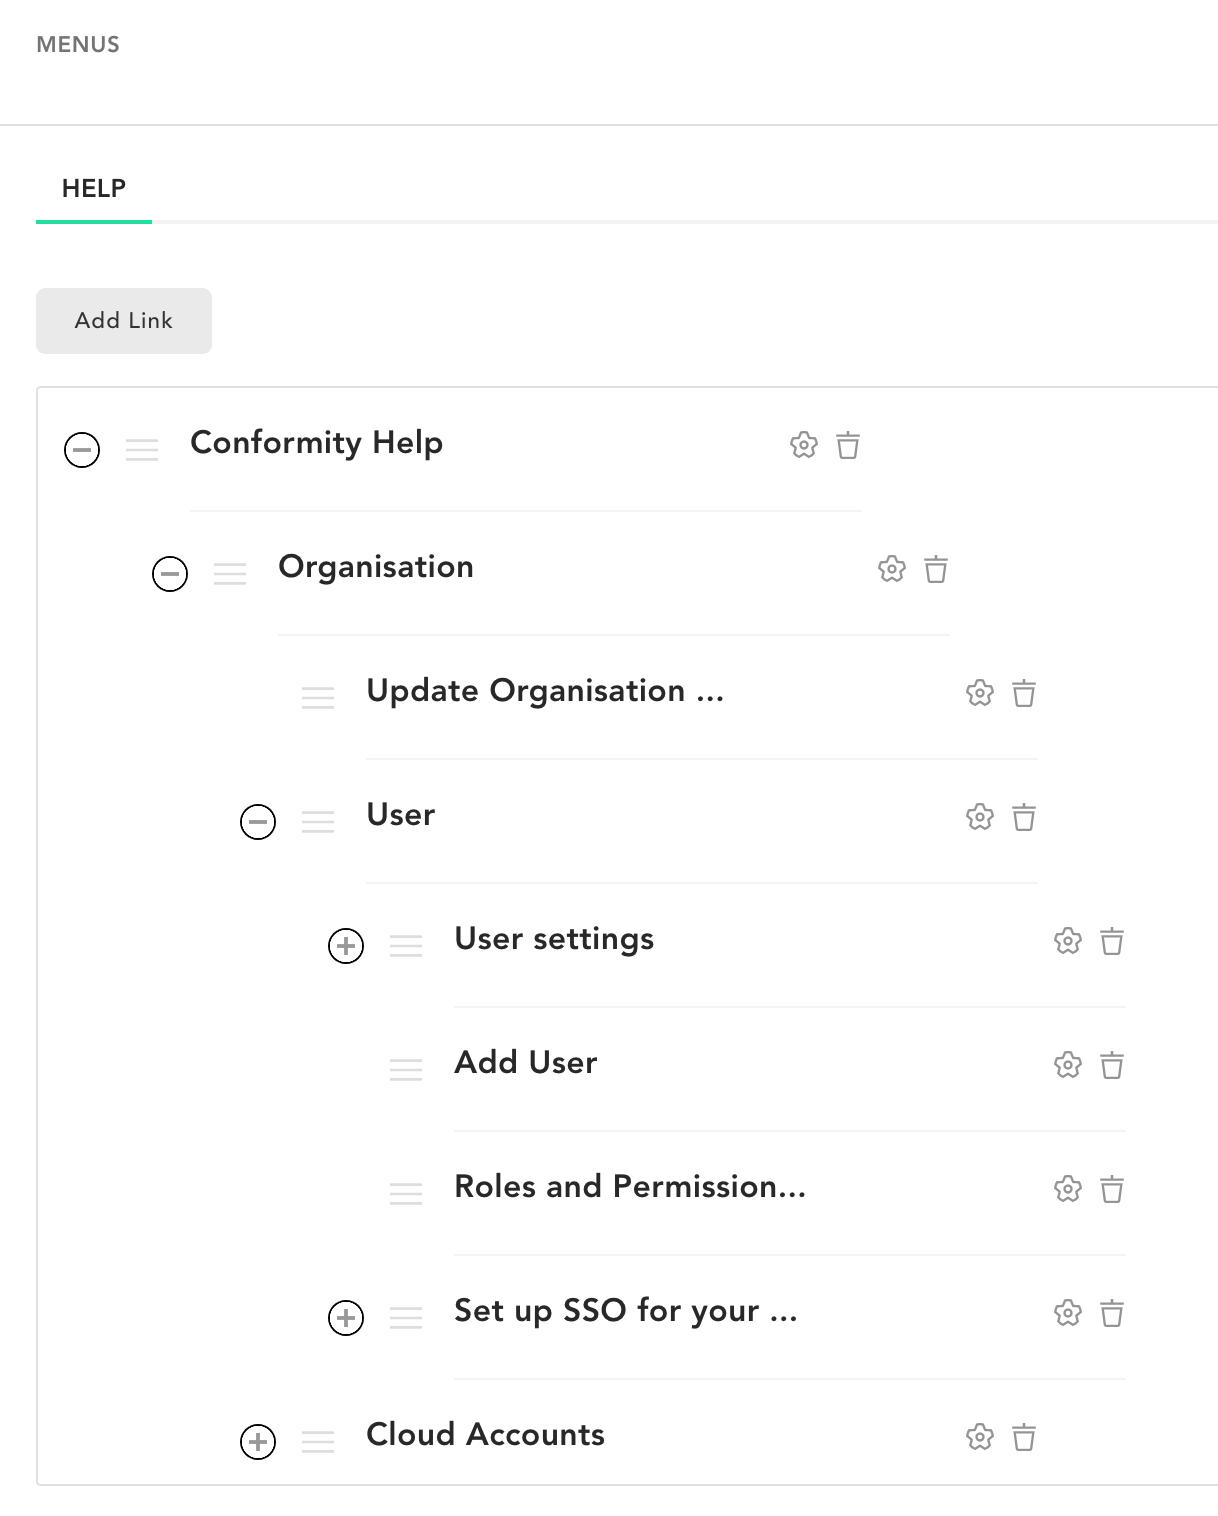 MENUS
HELP
Add Link
Conformity Help
Organisation
Update Organisation ...
User
User settings
Add User
Roles and Permission...
Set up SSO for your ...
Cloud Accounts